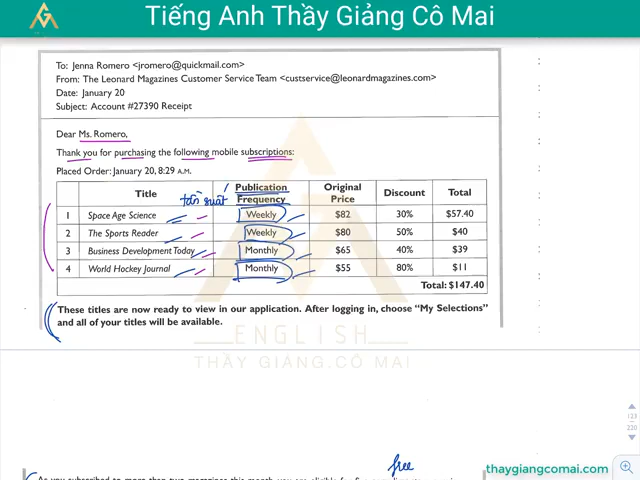 Tiếng Anh Thầy Giảng Cô Mai
To: Jenna Romero <jromero@quickmail.com>
From: The Leonard Magazines Customer Service Team <custservice@leonardmagazines.com>
Date: January 20
Subject: Account #27390 Receipt
Dear Ms. Romero,
Thank you for purchasing the following mobile subscriptions:
Placed Order: January 20, 8:29 A.M.
Title tần suất Publication Frequency Original Price Discount Total
1 Space Age Science Weekly $82 30% $57.40
2 The Sports Reader Weekly $80 50% $40
3 Business Development Today Monthly $65 40% $39
4 World Hockey Journal Monthly $55 80% $11
Total: $147.40
These titles are now ready to view in our application. After logging in, choose “My Selections”
and all of your titles will be available.
ENGLISH
THẦY GIẢNG.CÔ MAI
free
123
220
thaygiangcomai.com